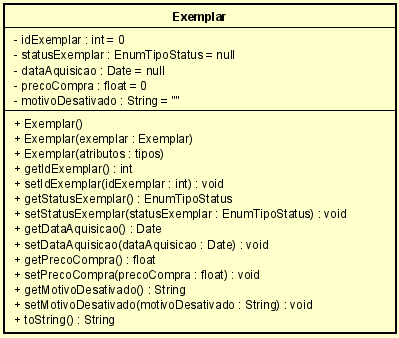 Exemplar
- idExemplar : int = 0
- statusExemplar : EnumTipoStatus = null
- dataAquisicao : Date = null
- precoCompra : float = 0
- motivoDesativado : String = ""
+ Exemplar()
+ Exemplar(exemplar : Exemplar)
+ Exemplar(atributos : tipos)
+ getIdExemplar() : int
+ setIdExemplar(idExemplar : int) : void
+ getStatusExemplar() : EnumTipoStatus
+ setStatusExemplar(statusExemplar : EnumTipoStatus) : void
+ getDataAquisicao() : Date
+ setDataAquisicao(dataAquisicao : Date) : void
+ getPrecoCompra() : float
+ setPrecoCompra(precoCompra : float) : void
+ getMotivoDesativado() : String
+ setMotivoDesativado(motivoDesativado : String) : void
+ toString() : String